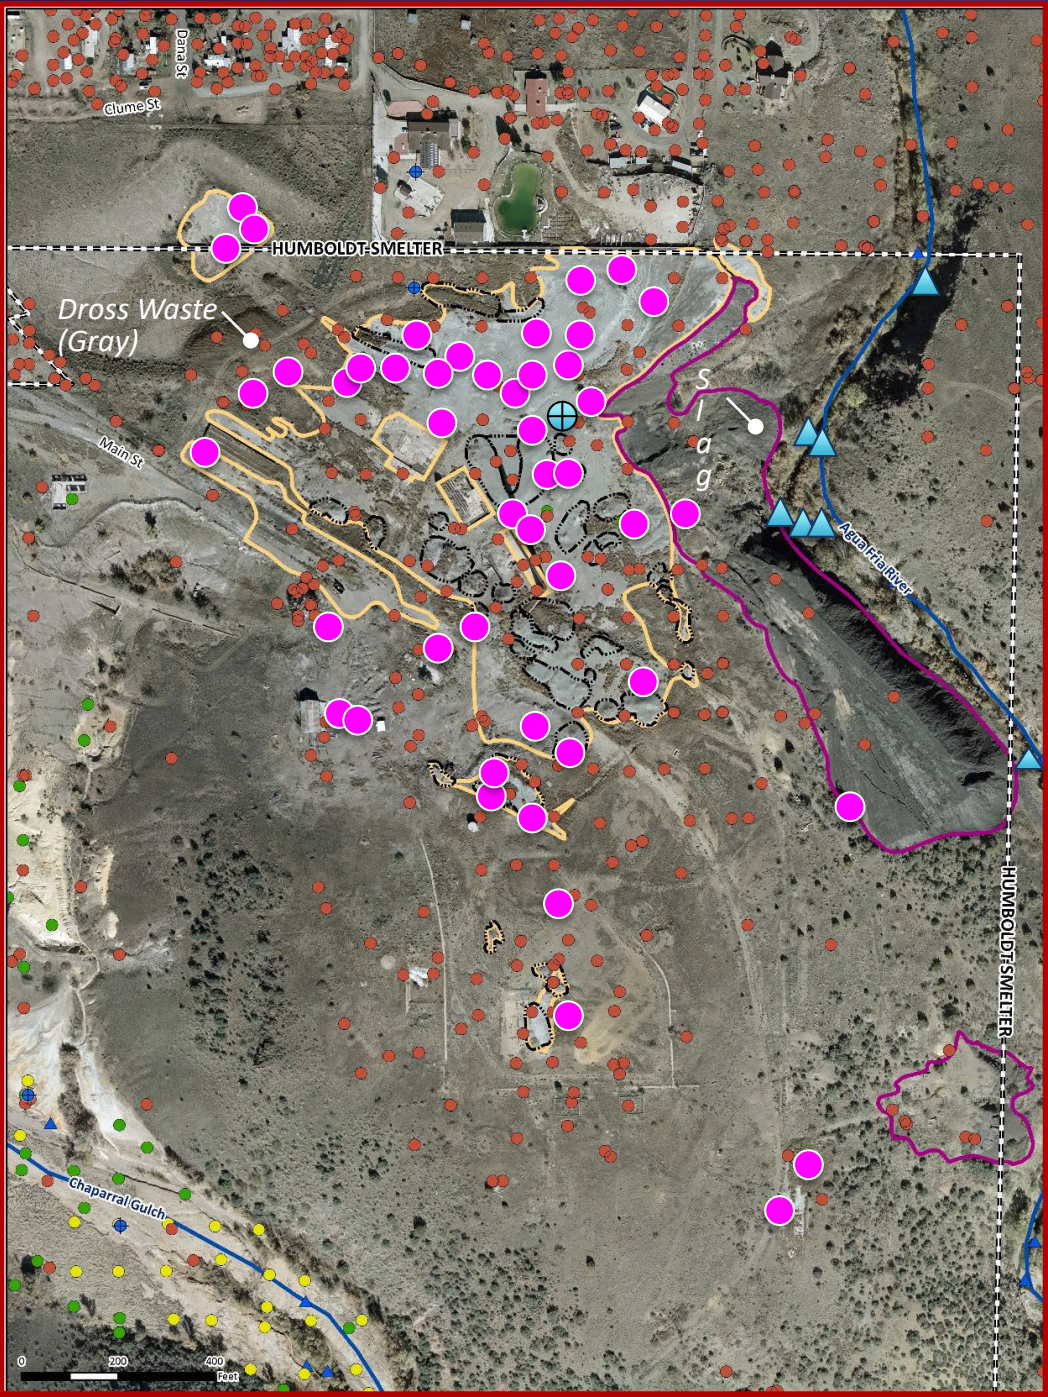 Dana St
Clume St
HUMBOLDT SMELTER
Dross Waste
(Gray)
S
l
a
g
Main St
Agua Fria River
HUMBOLDT SMELTER
Chaparral Gulch
0 200 400
Feet